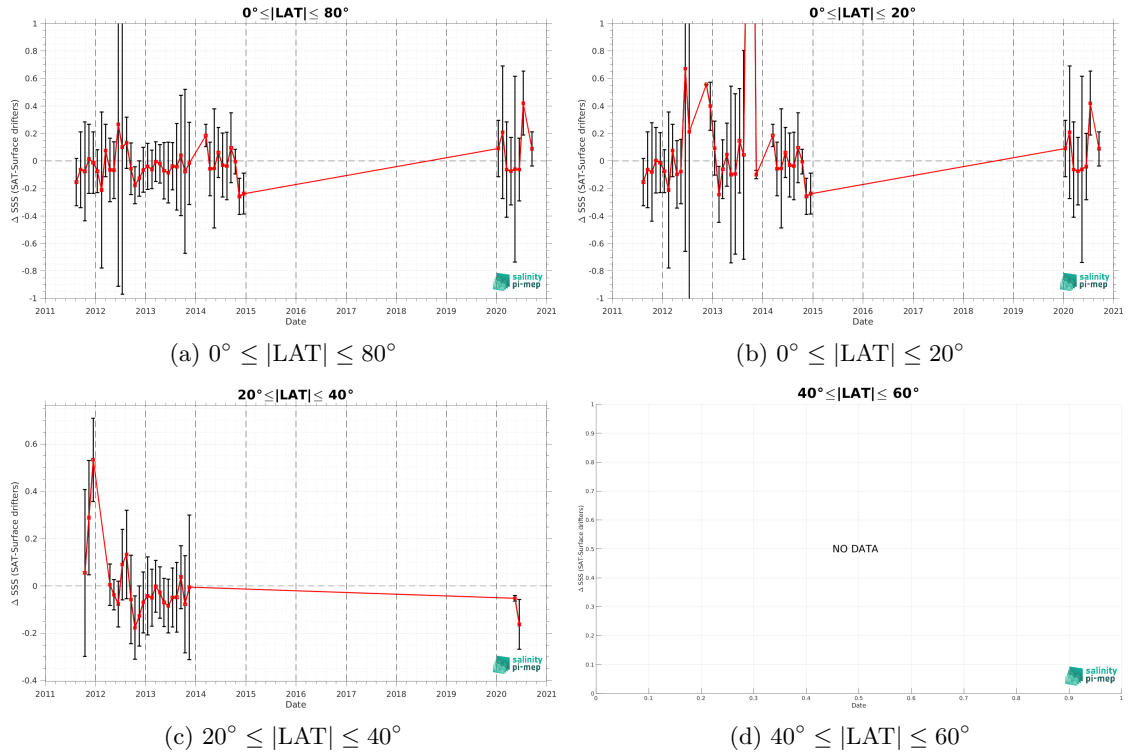 0°≤|LAT|≤ 80°
1
0.8
0.6
0.4
0.2
0
-0.2
-0.4
-0.6
-0.8
-1
Δ SSS (SAT-Surface drifters)
2011 2012 2013 2014 2015 2016 2017 2018 2019 2020 2021
Date
salinity
pi-mep
(a) 0° ≤ |LAT| ≤ 80°
0°≤|LAT|≤ 20°
1
0.8
0.6
0.4
0.2
0
-0.2
-0.4
-0.6
-0.8
-1
Δ SSS (SAT-Surface drifters)
2011 2012 2013 2014 2015 2016 2017 2018 2019 2020 2021
Date
salinity
pi-mep
(b) 0° ≤ |LAT| ≤ 20°
20°≤|LAT|≤ 40°
0.6
0.4
0.2
0
-0.2
-0.4
Δ SSS (SAT-Surface drifters)
2011 2012 2013 2014 2015 2016 2017 2018 2019 2020 2021
Date
salinity
pi-mep
(c) 20° ≤ |LAT| ≤ 40°
40°≤|LAT|≤ 60°
1
0.9
0.8
0.7
0.6
0.5
0.4
0.3
0.2
0.1
0
Δ SSS (SAT-Surface drifters)
NO DATA
0 0.1 0.2 0.3 0.4 0.5 0.6 0.7 0.8 0.9 1
Date
salinity
pi-mep
(d) 40° ≤ |LAT| ≤ 60°